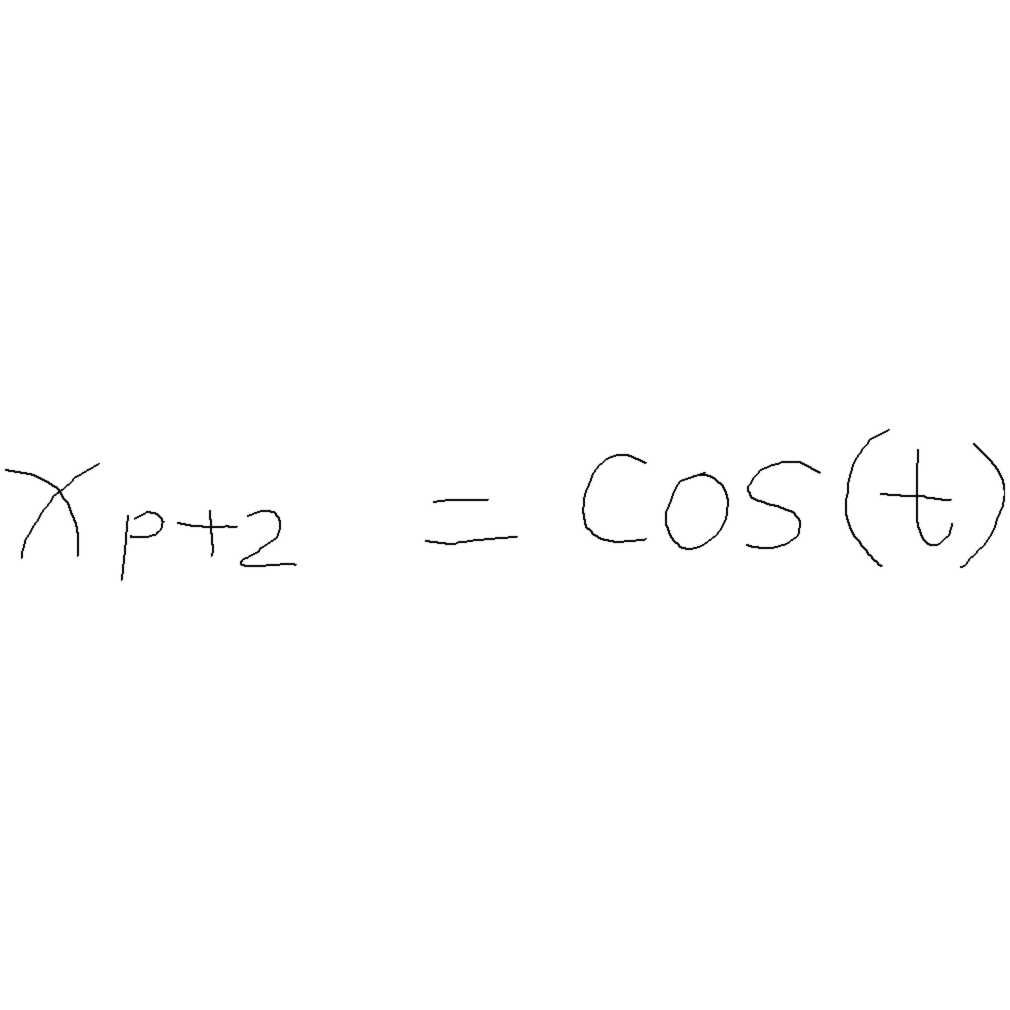 x_{p+2} = cos(t)